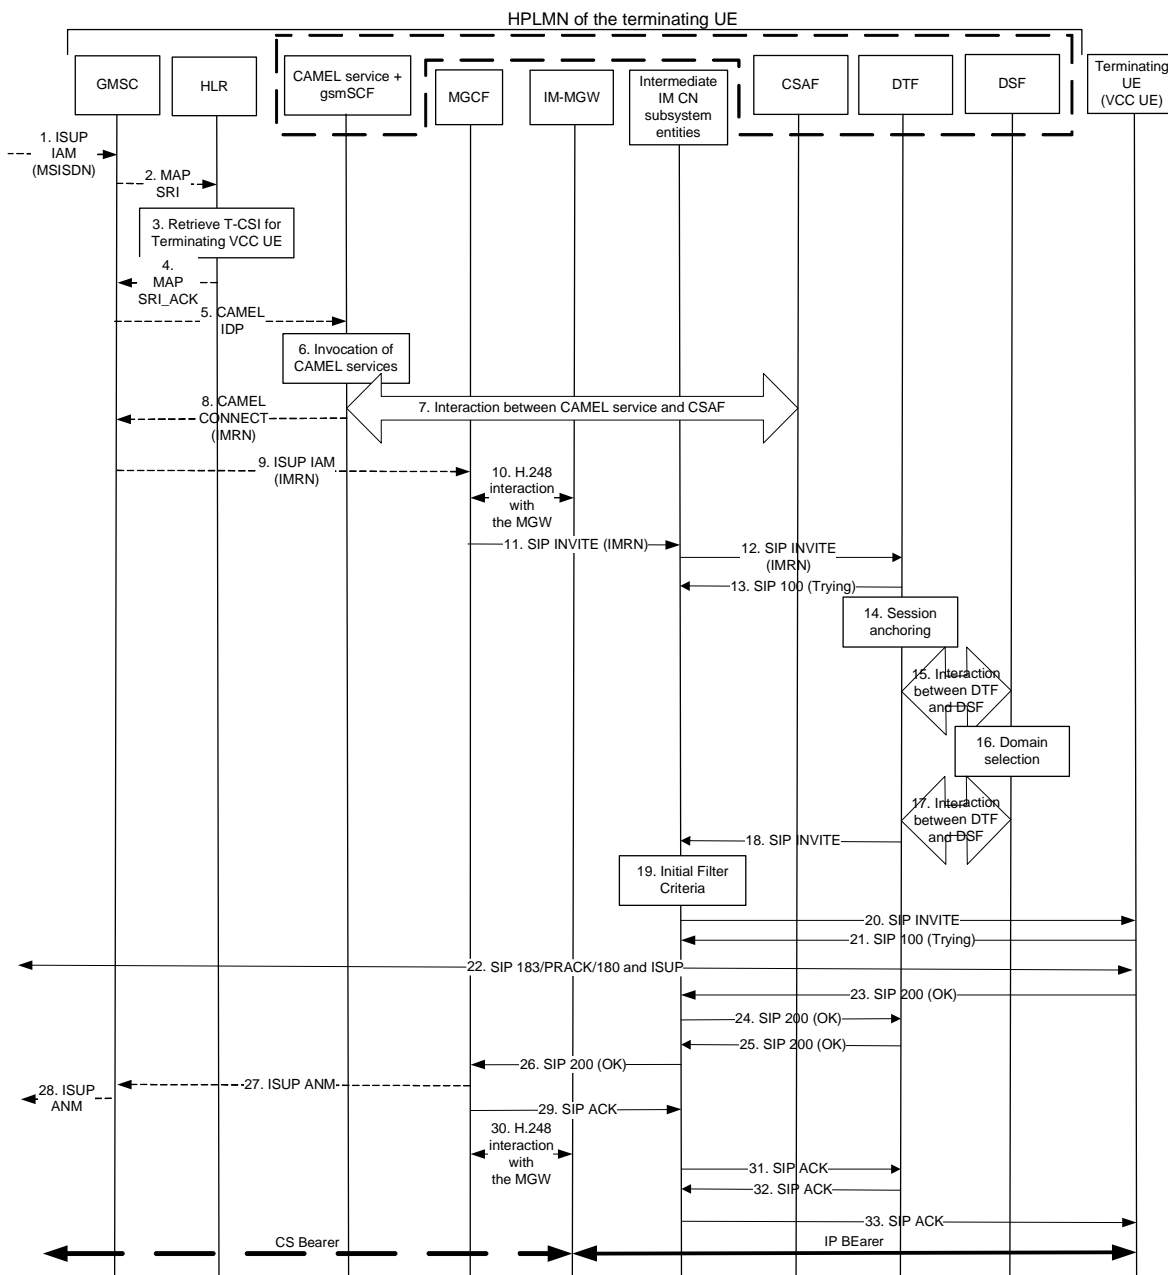 HPLMN of the terminating UE
GMSC
HLR
CAMEL service +
gsmSCF
MGCF
IM-MGW
Intermediate
IM CN
subsystem
entities
CSAF
DTF
DSF
Terminating
UE
(VCC UE)
1. ISUP
IAM
(MSISDN)
2. MAP
SRI
3. Retrieve T-CSI for
Terminating VCC UE
4.
MAP
SRI_ACK
5. CAMEL
IDP
6. Invocation of
CAMEL services
7. Interaction between CAMEL service and CSAF
8. CAMEL
CONNECT
(IMRN)
9. ISUP IAM
(IMRN)
10. H.248
interaction
with
the MGW
11. SIP INVITE (IMRN)
12. SIP INVITE
(IMRN)
13. SIP 100 (Trying)
14. Session
anchoring
15. Interaction
between DTF
and DSF
16. Domain
selection
17. Interaction
between DTF
and DSF
18. SIP INVITE
19. Initial Filter
Criteria
20. SIP INVITE
21. SIP 100 (Trying)
22. SIP 183/PRACK/180 and ISUP
23. SIP 200 (OK)
24. SIP 200 (OK)
25. SIP 200 (OK)
26. SIP 200 (OK)
27. ISUP ANM
28. ISUP
ANM
29. SIP ACK
30. H.248
interaction
with
the MGW
31. SIP ACK
32. SIP ACK
33. SIP ACK
CS Bearer
IP BEarer